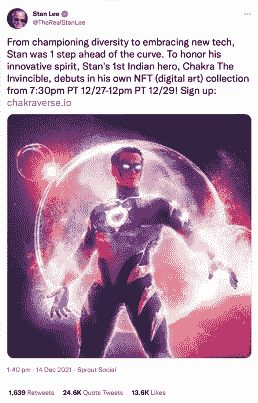 Stan Lee
@TheRealStanLee
From championing diversity to embracing new tech,
Stan was 1 step ahead of the curve. To honor his
innovative spirit, Stan's 1st Indian hero, Chakra The
Invincible, debuts in his own NFT (digital art) collection
from 7:30pm PT 12/27-12pm PT 12/29! Sign up:
chakraverse.io
1:40 pm · 14 Dec 2021 · Sprout Social
1,639 Retweets 24.6K Quote Tweets 13.6K Likes